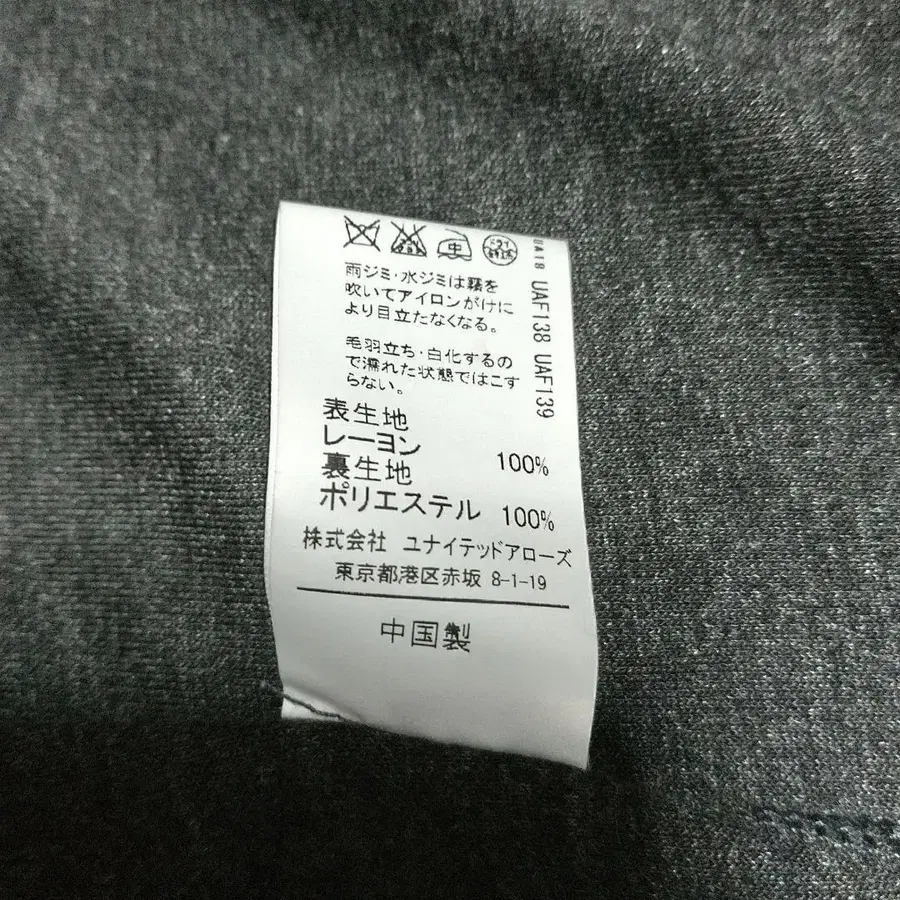 中
ドライ
雨ジミ・水ジミは霧を
吹いてアイロンがけに
より目立たなくなる。
毛羽立ち・白化するの
で濡れた状態ではこす
らない。
表生地
レーヨン 100%
裏生地
ポリエステル 100%
株式会社 ユナイテッドアローズ
東京都港区赤坂 8-1-19
中国製
UA18 UAF138 UAF139